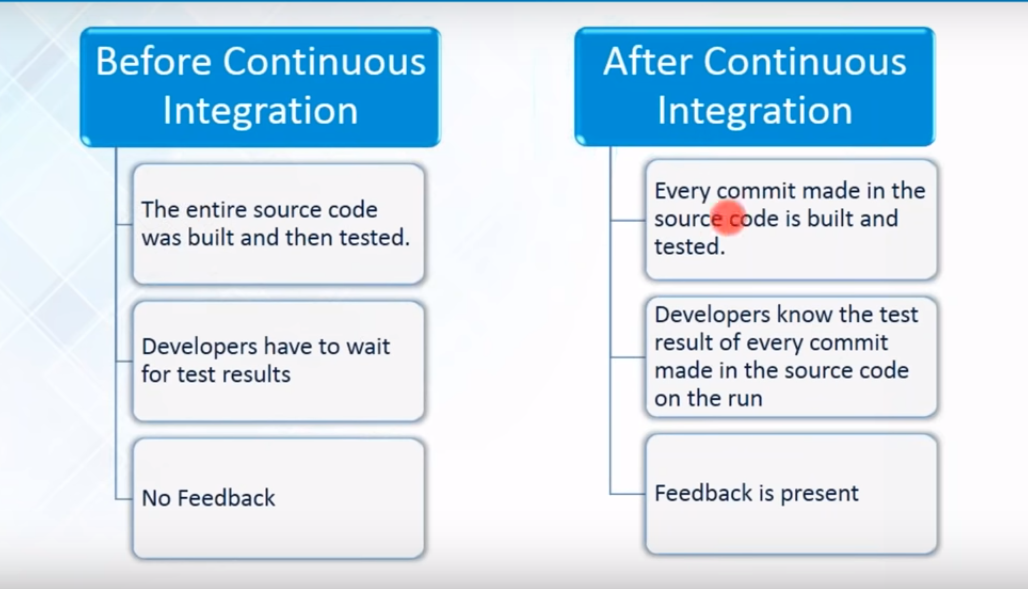 Before Continuous
Integration
The entire source code
was built and then tested.
Developers have to wait
for test results
No Feedback
After Continuous
Integration
Every commit made in the
source code is built and
tested.
Developers know the test
result of every commit
made in the source code
on the run
Feedback is present